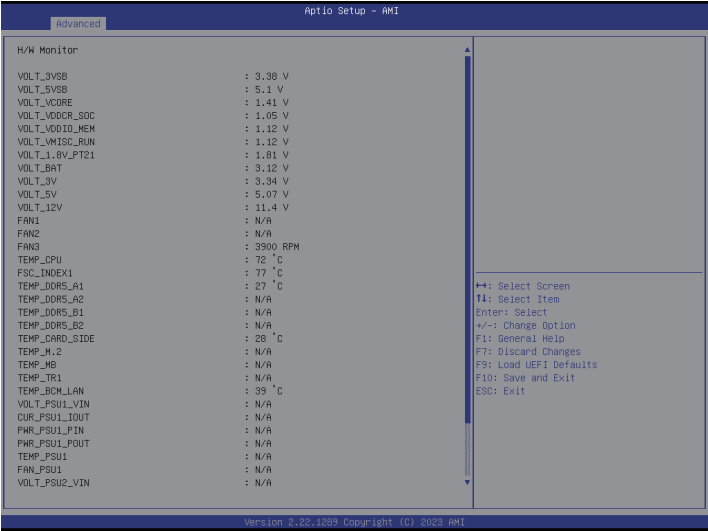 Aptio Setup – AMI
Advanced
H/W Monitor
VOLT_3VSB : 3.38 V
VOLT_5VSB : 5.1 V
VOLT_VCORE : 1.41 V
VOLT_VDDCR_SOC : 1.05 V
VOLT_VDDIO_MEM : 1.12 V
VOLT_VMISC_RUN : 1.12 V
VOLT_1.8V_PT21 : 1.81 V
VOLT_BAT : 3.12 V
VOLT_3V : 3.34 V
VOLT_5V : 5.07 V
VOLT_12V : 11.4 V
FAN1 : N/A
FAN2 : N/A
FAN3 : 3900 RPM
TEMP_CPU : 72 °C
FSC_INDEX1 : 77 °C
TEMP_DDR5_A1 : 27 °C
TEMP_DDR5_A2 : N/A
TEMP_DDR5_B1 : N/A
TEMP_DDR5_B2 : N/A
TEMP_CARD_SIDE : 28 °C
TEMP_M.2 : N/A
TEMP_MB : N/A
TEMP_TR1 : N/A
TEMP_BCM_LAN : 39 °C
VOLT_PSU1_VIN : N/A
CUR_PSU1_IOUT : N/A
PWR_PSU1_PIN : N/A
PWR_PSU1_POUT : N/A
TEMP_PSU1 : N/A
FAN_PSU1 : N/A
VOLT_PSU2_VIN : N/A
↔: Select Screen
↑↓: Select Item
Enter: Select
+/-: Change Option
F1: General Help
F7: Discard Changes
F9: Load UEFI Defaults
F10: Save and Exit
ESC: Exit
Version 2.22.1289 Copyright (C) 2023 AMI